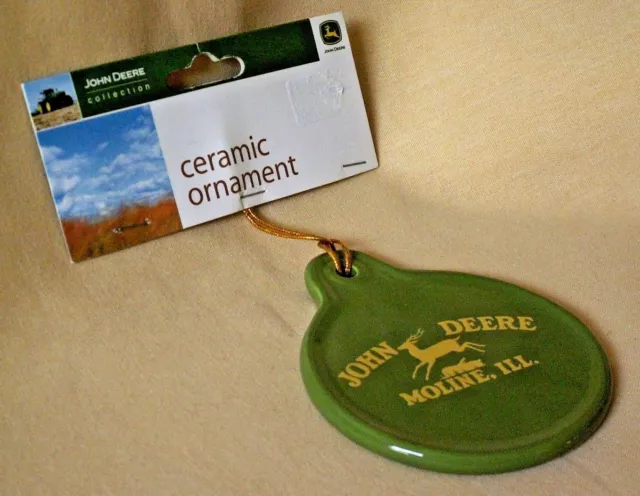 JOHN DEERE
collection
JOHN DEERE
ceramic
ornament
JOHN DEERE
MOLINE, ILL.